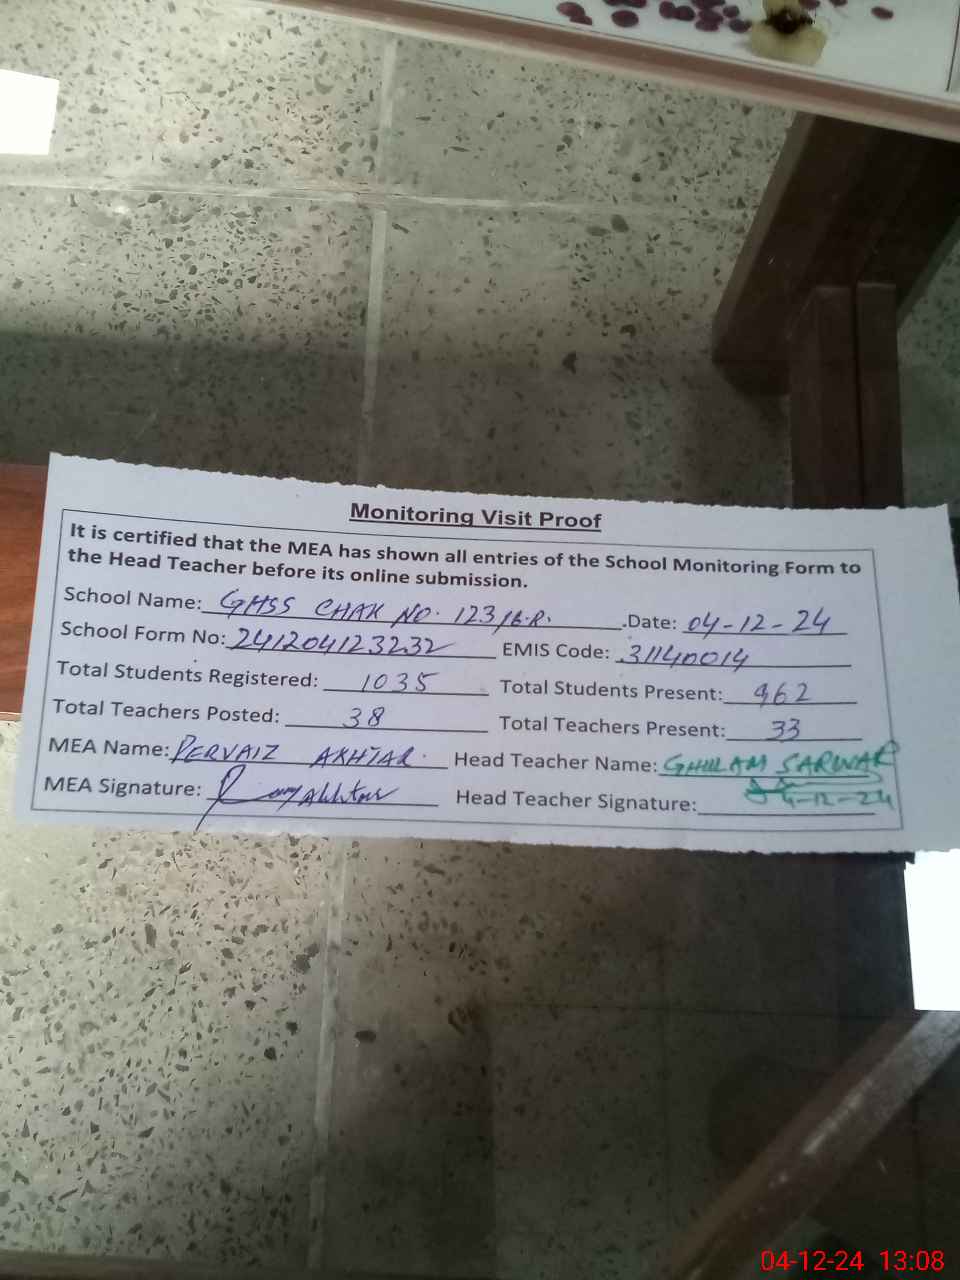 Monitoring Visit Proof
It is certified that the MEA has shown all entries of the School Monitoring Form to
the Head Teacher before its online submission.
School Name: GHSS CHAK NO. 123/6.R. .Date: 04-12-24
School Form No: 241204123232 EMIS Code: 31140014
Total Students Registered: 1035 Total Students Present: 962
Total Teachers Posted: 38 Total Teachers Present: 33
MEA Name: PERVAIZ AKHTAR. Head Teacher Name: GHULAM SARWAR
MEA Signature: Akhtar Head Teacher Signature: 4-12-24
04-12-24 13:08